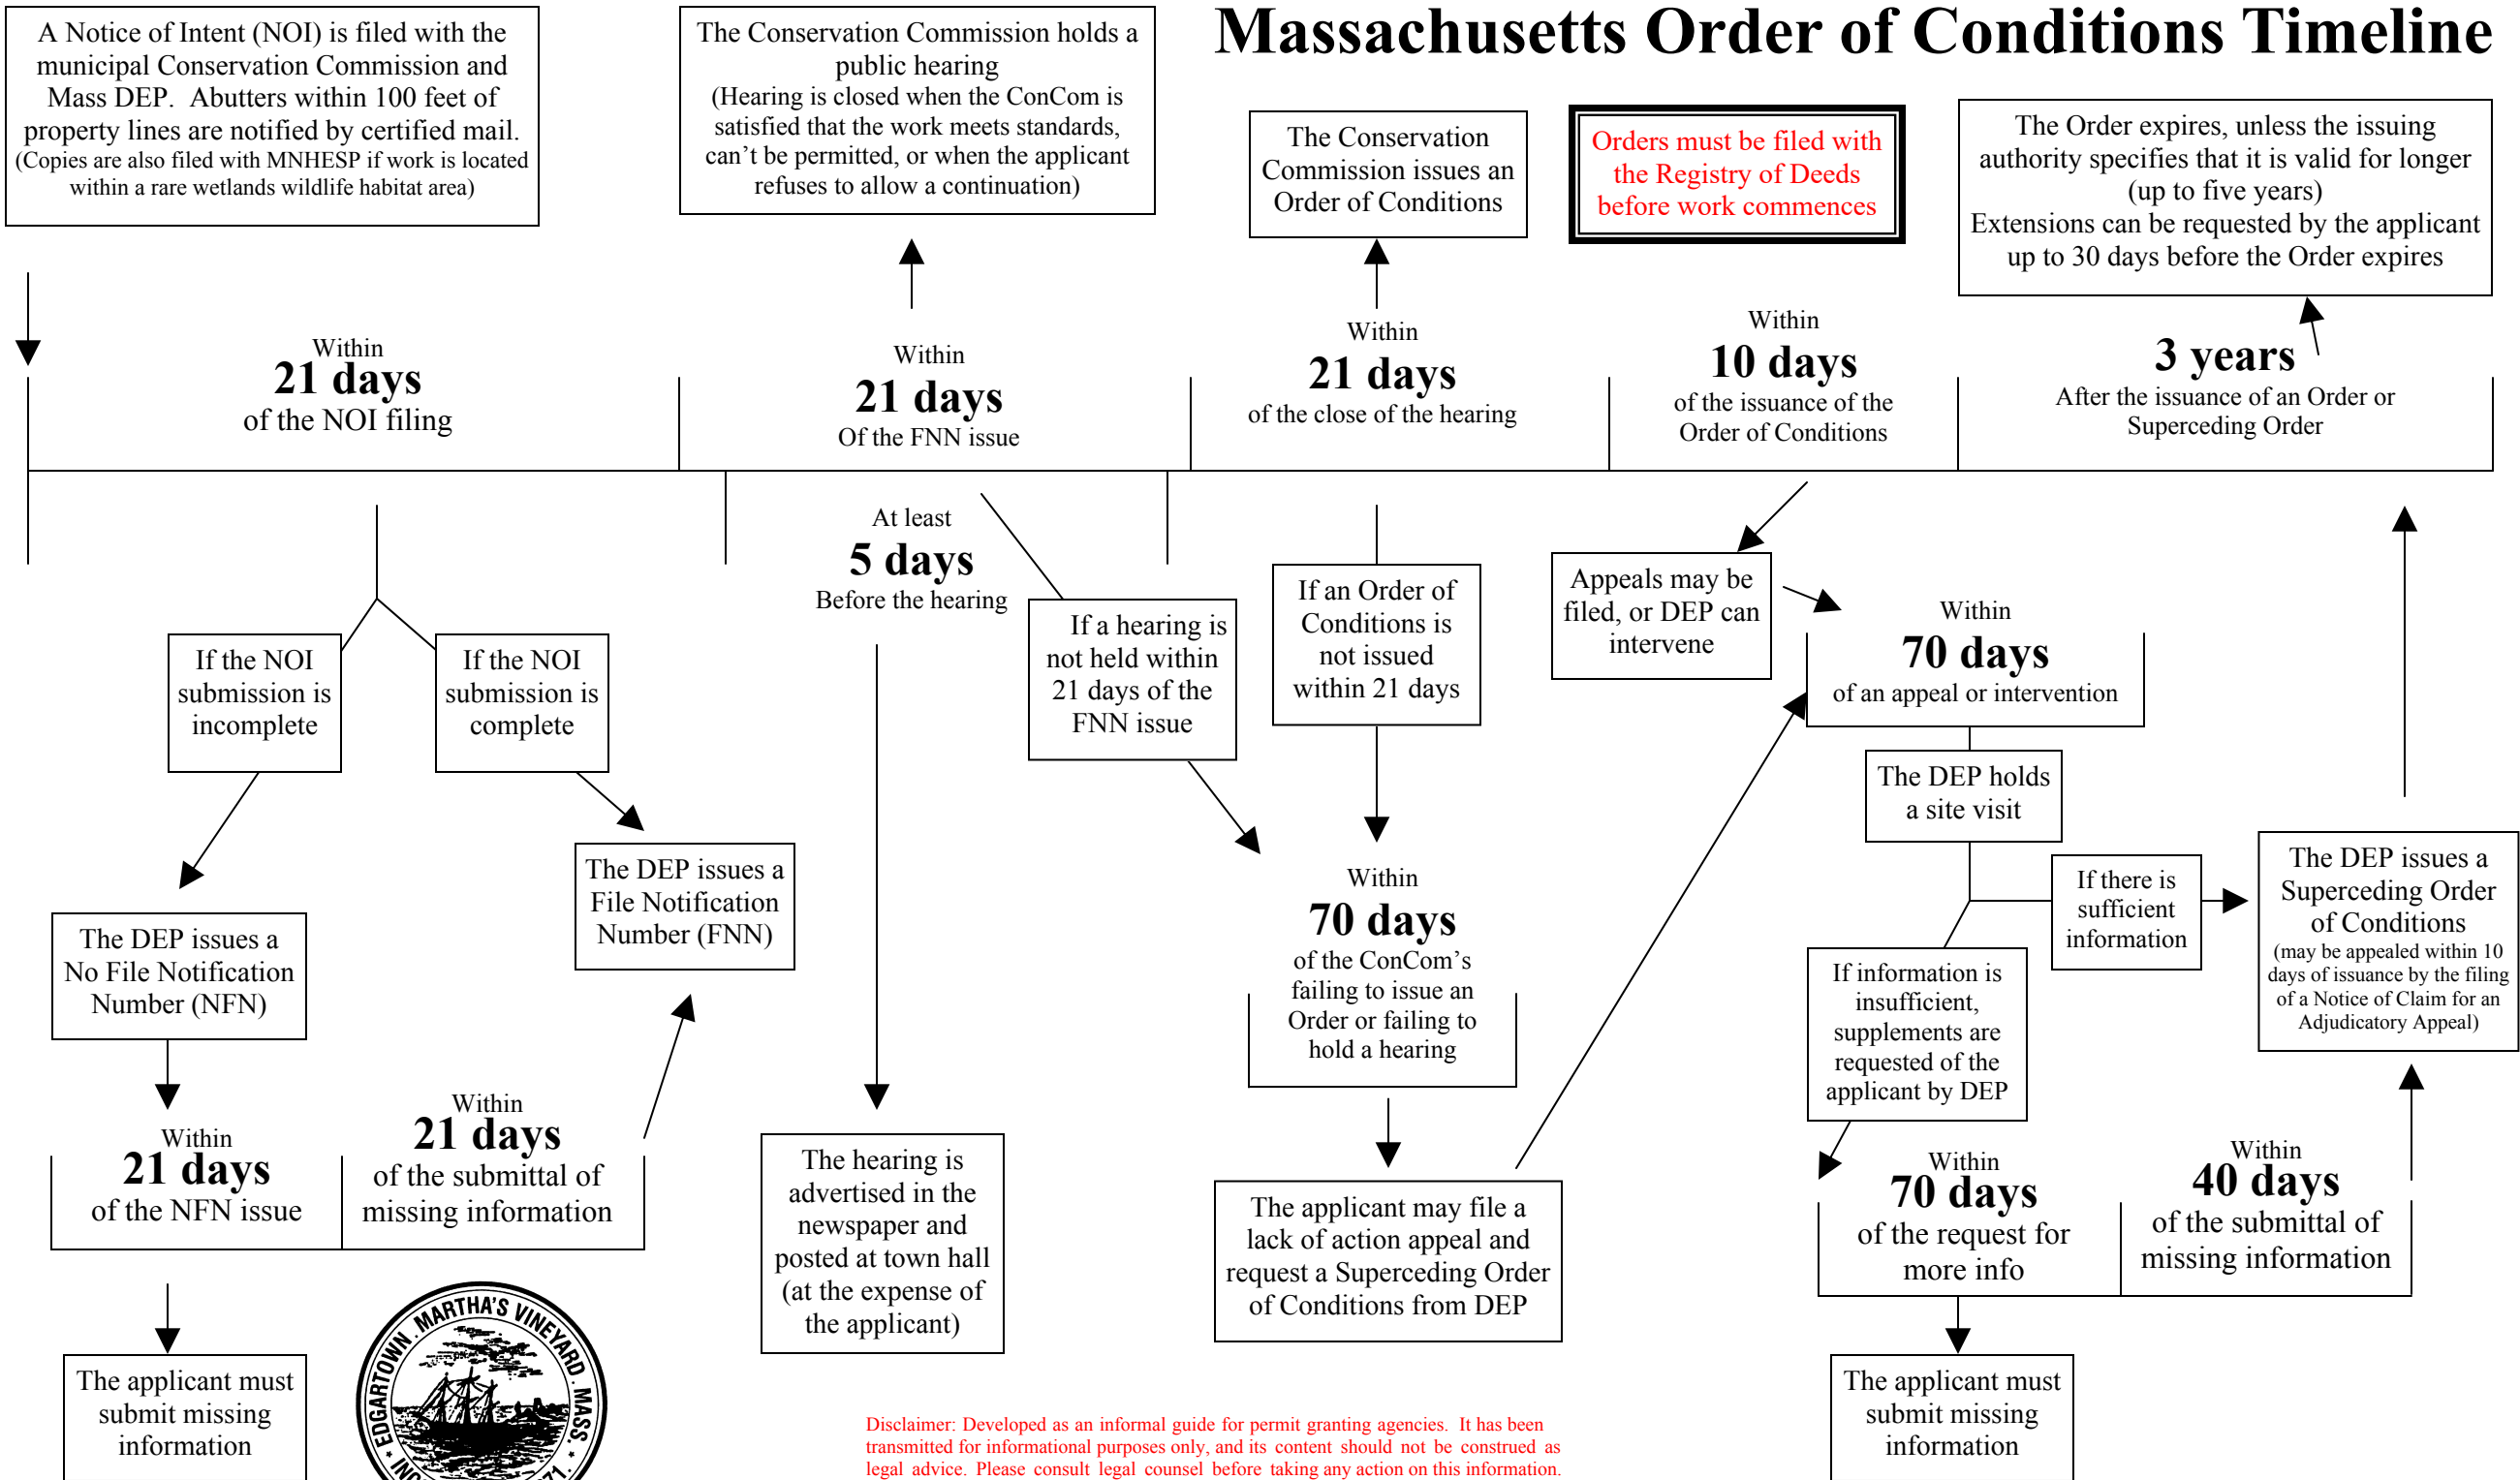 Massachusetts Order of Conditions Timeline
A Notice of Intent (NOI) is filed with the
municipal Conservation Commission and
Mass DEP. Abutters within 100 feet of
property lines are notified by certified mail.
(Copies are also filed with MNHESP if work is located
within a rare wetlands wildlife habitat area)
The Conservation Commission holds a
public hearing
(Hearing is closed when the ConCom is
satisfied that the work meets standards,
can't be permitted, or when the applicant
refuses to allow a continuation)
The Conservation
Commission issues an
Order of Conditions
Orders must be filed with
the Registry of Deeds
before work commences
The Order expires, unless the issuing
authority specifies that it is valid for longer
(up to five years)
Extensions can be requested by the applicant
up to 30 days before the Order expires
Within
21 days
of the NOI filing
Within
21 days
Of the FNN issue
Within
21 days
of the close of the hearing
Within
10 days
of the issuance of the
Order of Conditions
3 years
After the issuance of an Order or
Superceding Order
At least
5 days
Before the hearing
If the NOI
submission is
incomplete
If the NOI
submission is
complete
If a hearing is
not held within
21 days of the
FNN issue
If an Order of
Conditions is
not issued
within 21 days
Appeals may be
filed, or DEP can
intervene
Within
70 days
of an appeal or intervention
The DEP holds
a site visit
The DEP issues a
File Notification
Number (FNN)
The DEP issues a
No File Notification
Number (NFN)
Within
70 days
of the ConCom's
failing to issue an
Order or failing to
hold a hearing
If there is
sufficient
information
The DEP issues a
Superceding Order
of Conditions
(may be appealed within 10
days of issuance by the filing
of a Notice of Claim for an
Adjudicatory Appeal)
If information is
insufficient,
supplements are
requested of the
applicant by DEP
Within
21 days
of the NFN issue
Within
21 days
of the submittal of
missing information
The hearing is
advertised in the
newspaper and
posted at town hall
(at the expense of
the applicant)
The applicant may file a
lack of action appeal and
request a Superceding Order
of Conditions from DEP
Within
70 days
of the request for
more info
Within
40 days
of the submittal of
missing information
The applicant must
submit missing
information
EDGARTOWN . MARTHA'S VINEYARD . MASS.
The applicant must
submit missing
information
Disclaimer: Developed as an informal guide for permit granting agencies. It has been
transmitted for informational purposes only, and its content should not be construed as
legal advice. Please consult legal counsel before taking any action on this information.